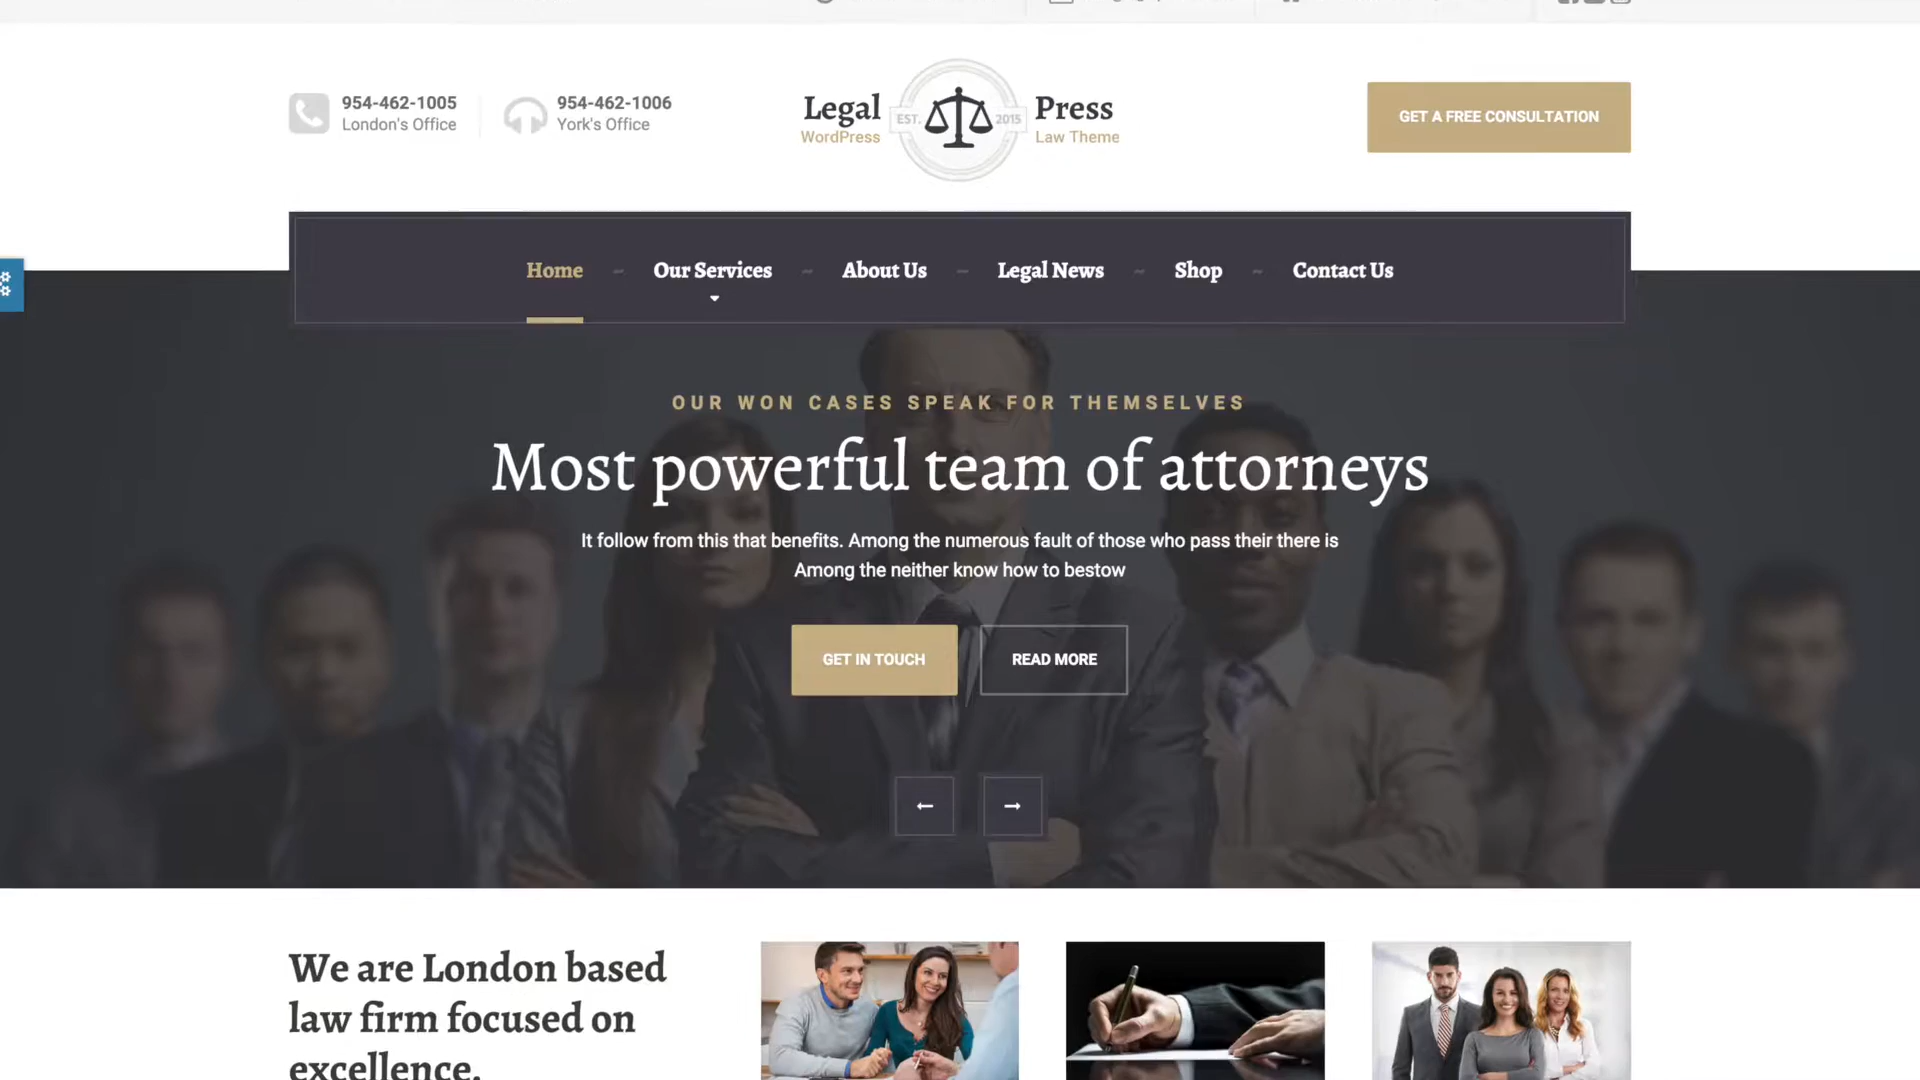 954-462-1005
London's Office
954-462-1006
York's Office
Legal
WordPress
EST.
2015
Press
Law Theme
GET A FREE CONSULTATION
Home
Our Services
About Us
Legal News
Shop
Contact Us
OUR WON CASES SPEAK FOR THEMSELVES
Most powerful team of attorneys
It follow from this that benefits. Among the numerous fault of those who pass their there is
Among the neither know how to bestow
GET IN TOUCH
READ MORE
We are London based
law firm focused on
excellence.